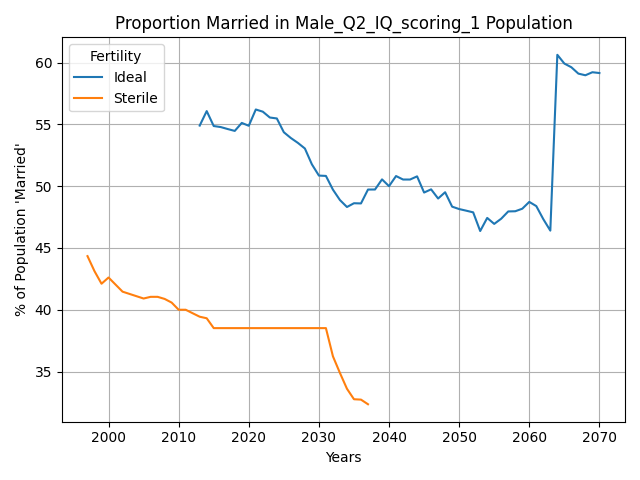 Proportion Married in Male_Q2_IQ_scoring_1 Population
Fertility
Ideal
Sterile
% of Population 'Married'
60
55
50
45
40
35
2000
2010
2020
2030
2040
2050
2060
2070
Years